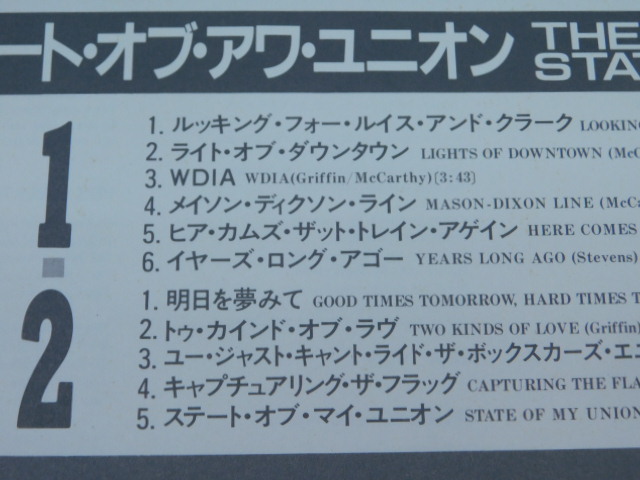 ート・オブ・アワ・ユニオン THE
STA
1
1. ルッキング・フォー・ルイス・アンド・クラーク LOOKING
2. ライト・オブ・ダウンタウン LIGHTS OF DOWNTOWN (McC
3. WDIA WDIA(Griffin/McCarthy)[3:43]
4. メイソン・ディクソン・ライン MASON-DIXON LINE (McCa
5. ヒア・カムズ・ザット・トレイン・アゲイン HERE COMES
6. イヤーズ・ロング・アゴー YEARS LONG AGO (Stevens)
2
1. 明日を夢みて GOOD TIMES TOMORROW, HARD TIMES T
2. トゥ・カインド・オブ・ラヴ TWO KINDS OF LOVE (Griffin)
3. ユー・ジャスト・キャント・ライド・ザ・ボックスカーズ・エニ
4. キャプチュアリング・ザ・フラッグ CAPTURING THE FLA
5. ステート・オブ・マイ・ユニオン STATE OF MY UNION